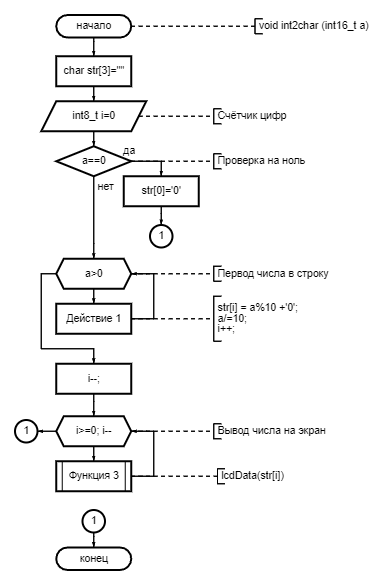 начало
void int2char (int16_t a)
char str[3]=""
int8_t i=0
Счётчик цифр
да
a==0
Проверка на ноль
нет
str[0]='0'
1
a>0
Первод числа в строку
Действие 1
str[i] = a%10 +'0';
a/=10;
i++;
i--;
1
i>=0; i--
Вывод числа на экран
Функция 3
lcdData(str[i])
1
конец